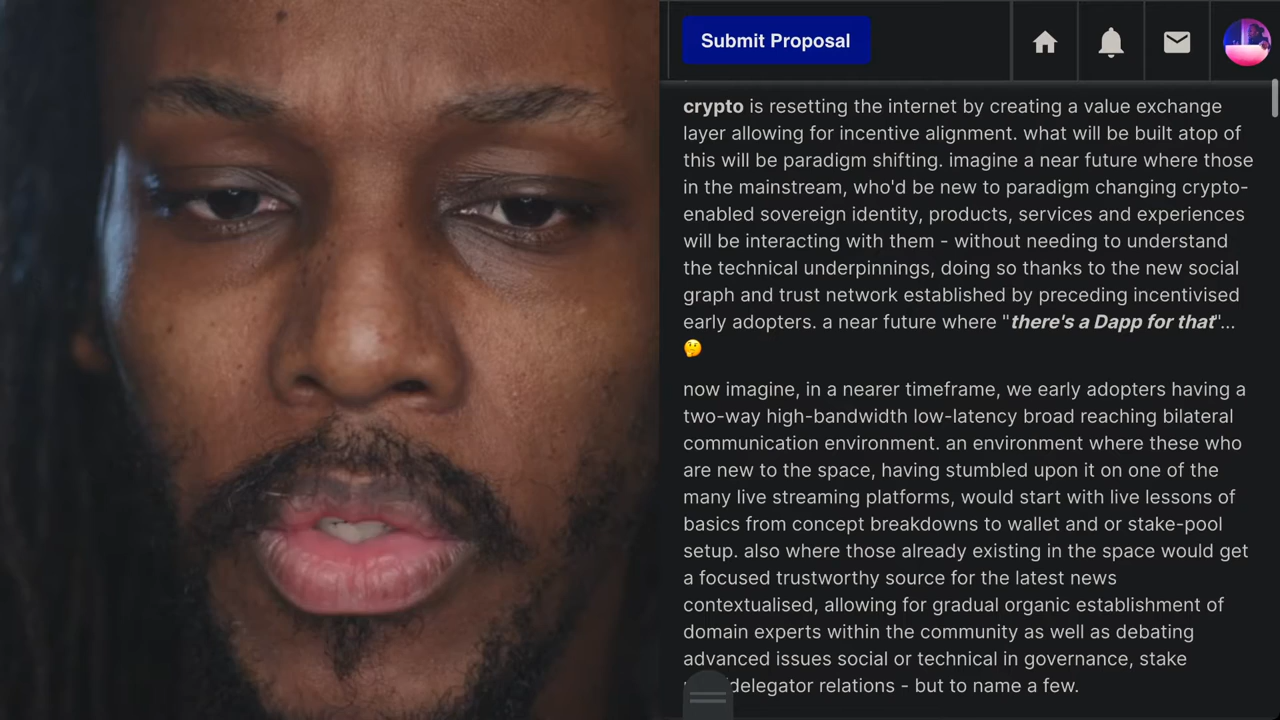 Submit Proposal
crypto is resetting the internet by creating a value exchange
layer allowing for incentive alignment. what will be built atop of
this will be paradigm shifting. imagine a near future where those
in the mainstream, who'd be new to paradigm changing crypto-
enabled sovereign identity, products, services and experiences
will be interacting with them - without needing to understand
the technical underpinnings, doing so thanks to the new social
graph and trust network established by preceding incentivised
early adopters. a near future where "there's a Dapp for that"...
🤔
now imagine, in a nearer timeframe, we early adopters having a
two-way high-bandwidth low-latency broad reaching bilateral
communication environment. an environment where these who
are new to the space, having stumbled upon it on one of the
many live streaming platforms, would start with live lessons of
basics from concept breakdowns to wallet and or stake-pool
setup. also where those already existing in the space would get
a focused trustworthy source for the latest news
contextualised, allowing for gradual organic establishment of
domain experts within the community as well as debating
advanced issues social or technical in governance, stake
delegator relations - but to name a few.